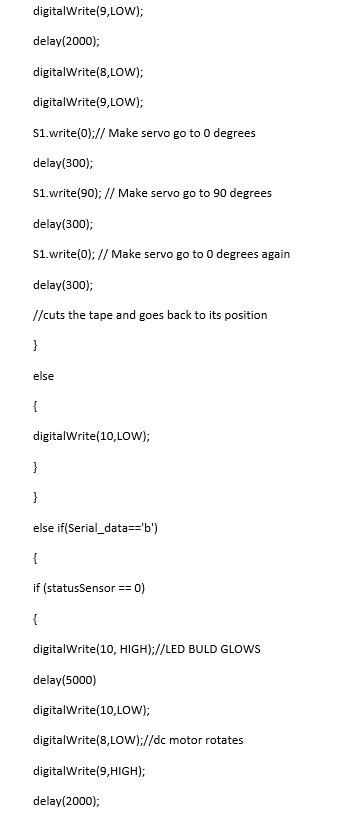 digitalWrite(9,LOW);
delay(2000);
digitalWrite(8,LOW);
digitalWrite(9,LOW);
S1.write(0);// Make servo go to 0 degrees
delay(300);
S1.write(90); // Make servo go to 90 degrees
delay(300);
S1.write(0); // Make servo go to 0 degrees again
delay(300);
//cuts the tape and goes back to its position
}
else
{
digitalWrite(10,LOW);
}
}
else if(Serial_data=='b')
{
if (statusSensor == 0)
{
digitalWrite(10, HIGH);//LED BULD GLOWS
delay(5000)
digitalWrite(10,LOW);
digitalWrite(8,LOW);//dc motor rotates
digitalWrite(9,HIGH);
delay(2000);